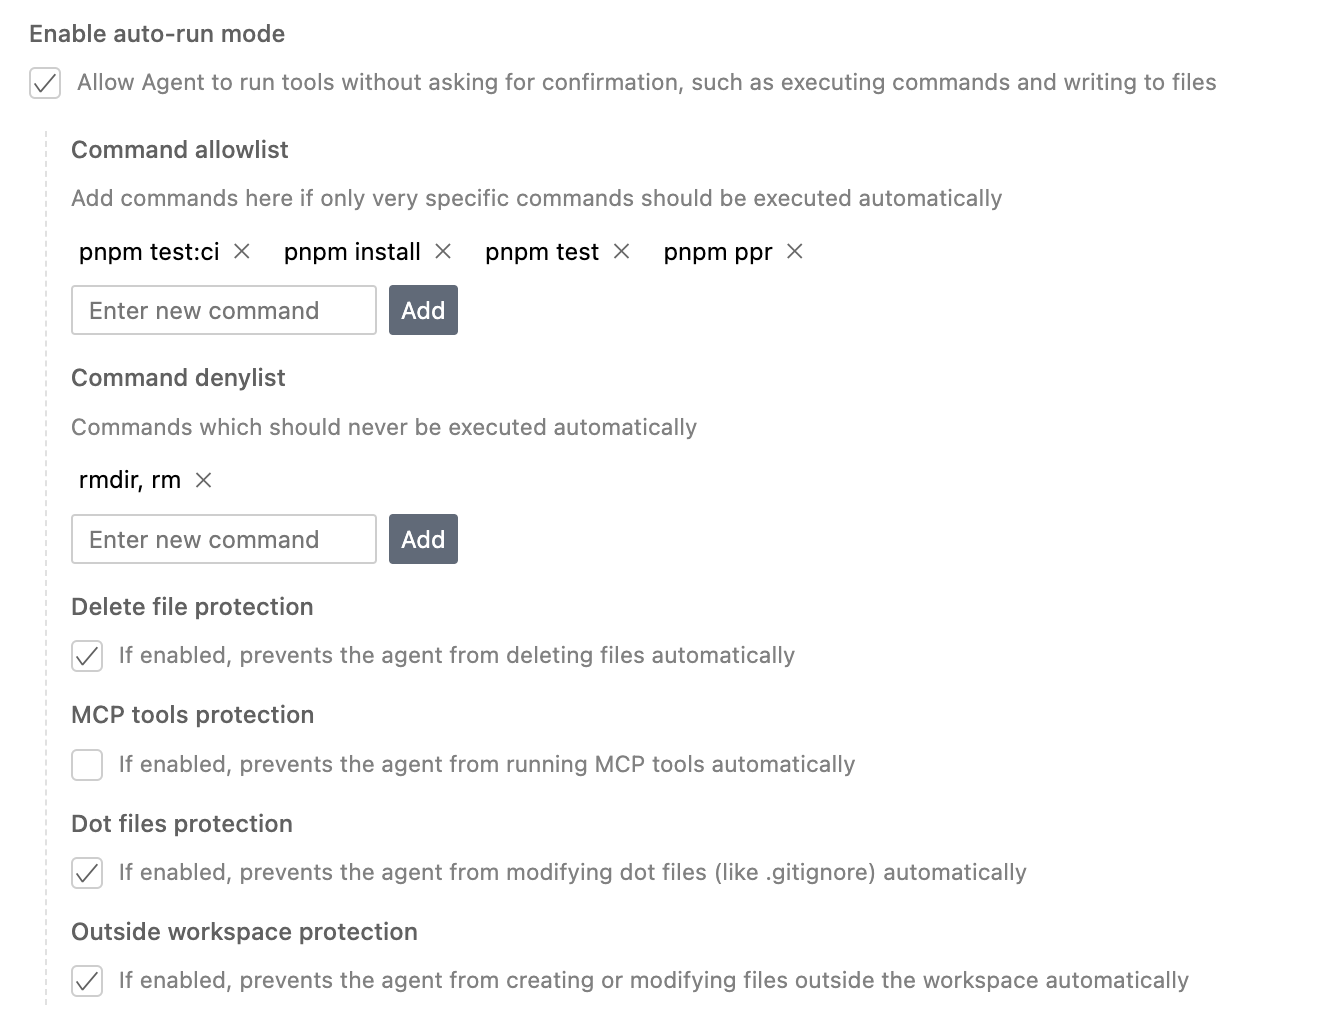 Enable auto-run mode
Allow Agent to run tools without asking for confirmation, such as executing commands and writing to files
Command allowlist
Add commands here if only very specific commands should be executed automatically
pnpm test:ci × pnpm install × pnpm test × pnpm ppr ×
Enter new command Add
Command denylist
Commands which should never be executed automatically
rmdir, rm ×
Enter new command Add
Delete file protection
If enabled, prevents the agent from deleting files automatically
MCP tools protection
If enabled, prevents the agent from running MCP tools automatically
Dot files protection
If enabled, prevents the agent from modifying dot files (like .gitignore) automatically
Outside workspace protection
If enabled, prevents the agent from creating or modifying files outside the workspace automatically